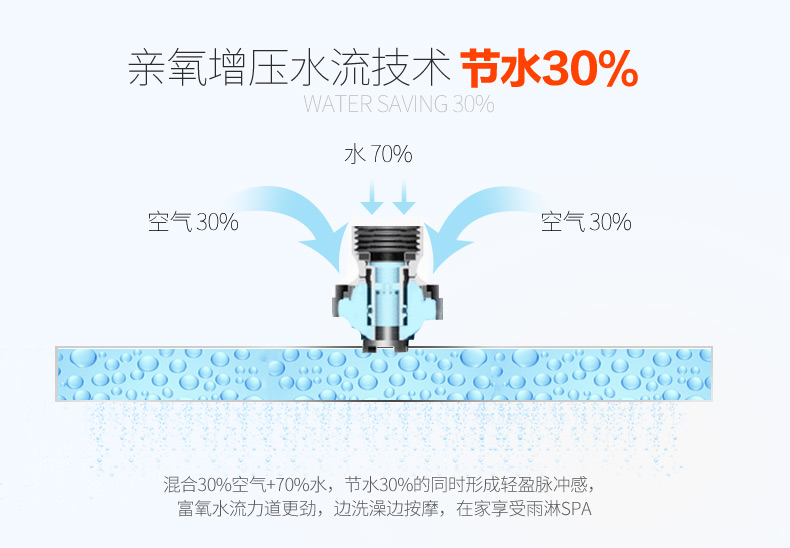 亲氧增压水流技术 节水30%
WATER SAVING 30%
水 70%
空气 30%
空气 30%
混合30%空气+70%水，节水30%的同时形成轻盈脉冲感，
富氧水流力道更劲，边洗澡边按摩，在家享受雨淋SPA